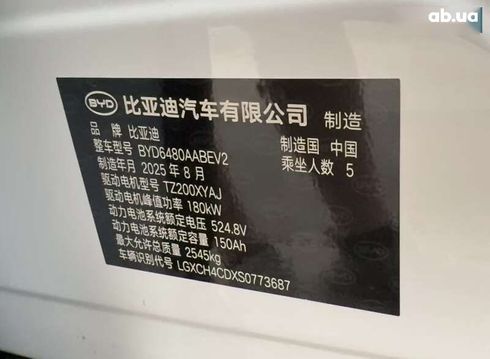 ab.ua
BYD 比亚迪汽车有限公司 制造
品 牌 比亚迪 制造国 中国
整车型号 BYD6480AABEV2 乘坐人数 5
制造年月 2025 年 8 月
驱动电机型号 TZ200XYAJ
驱动电机峰值功率 180kW
动力电池系统额定电压 524.8V
动力电池系统额定容量 150Ah
最大允许总质量 2545kg
车辆识别代号 LGXCH4CDXS0773687